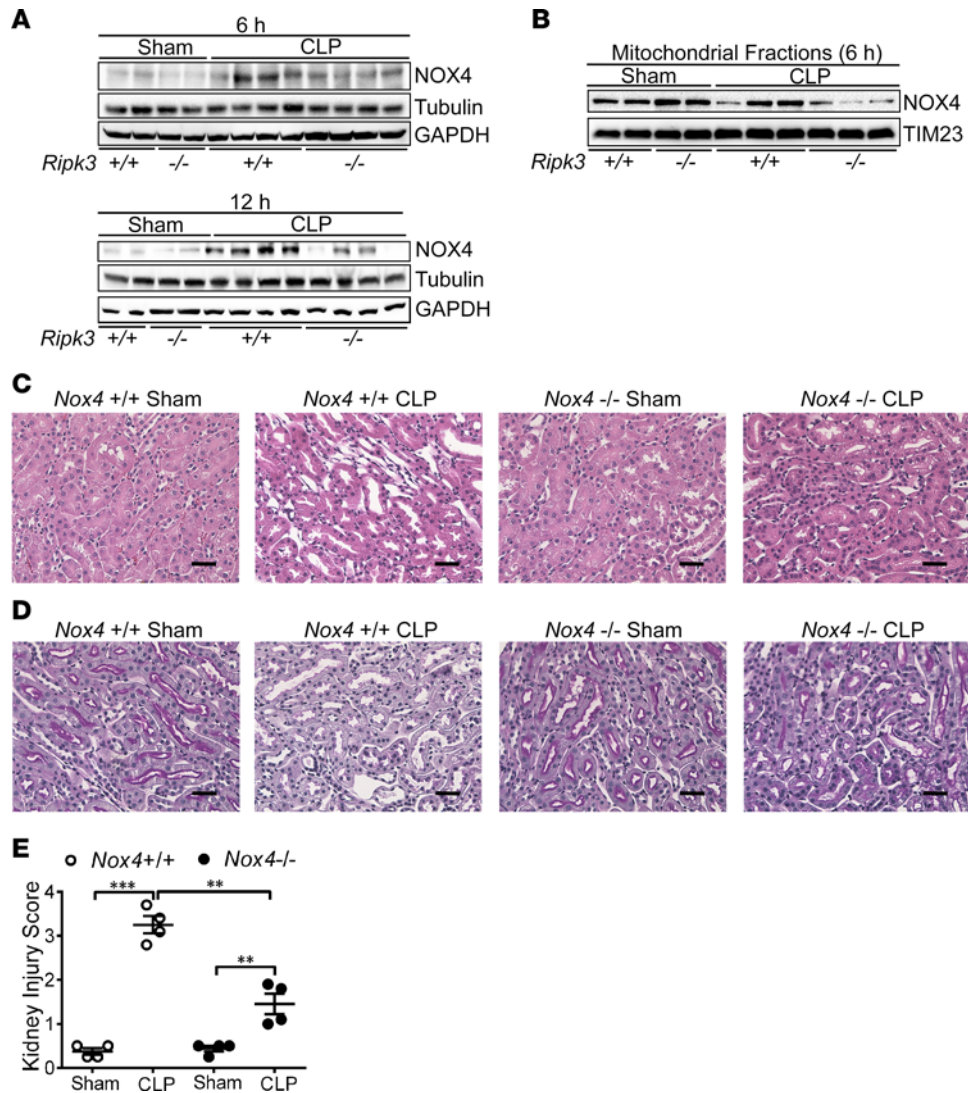 A
6 h
Sham CLP
NOX4
Tubulin
GAPDH
Ripk3 +/+ -/- +/+ -/-
12 h
Sham CLP
NOX4
Tubulin
GAPDH
Ripk3 +/+ -/- +/+ -/-
B
Mitochondrial Fractions (6 h)
Sham CLP
NOX4
TIM23
Ripk3 +/+ -/- +/+ -/-
C
Nox4 +/+ Sham Nox4 +/+ CLP Nox4 -/- Sham Nox4 -/- CLP
D
Nox4 +/+ Sham Nox4 +/+ CLP Nox4 -/- Sham Nox4 -/- CLP
E
Nox4+/+ Nox4-/-
Kidney Injury Score
4
3
2
1
0
*** **
**
Sham CLP Sham CLP